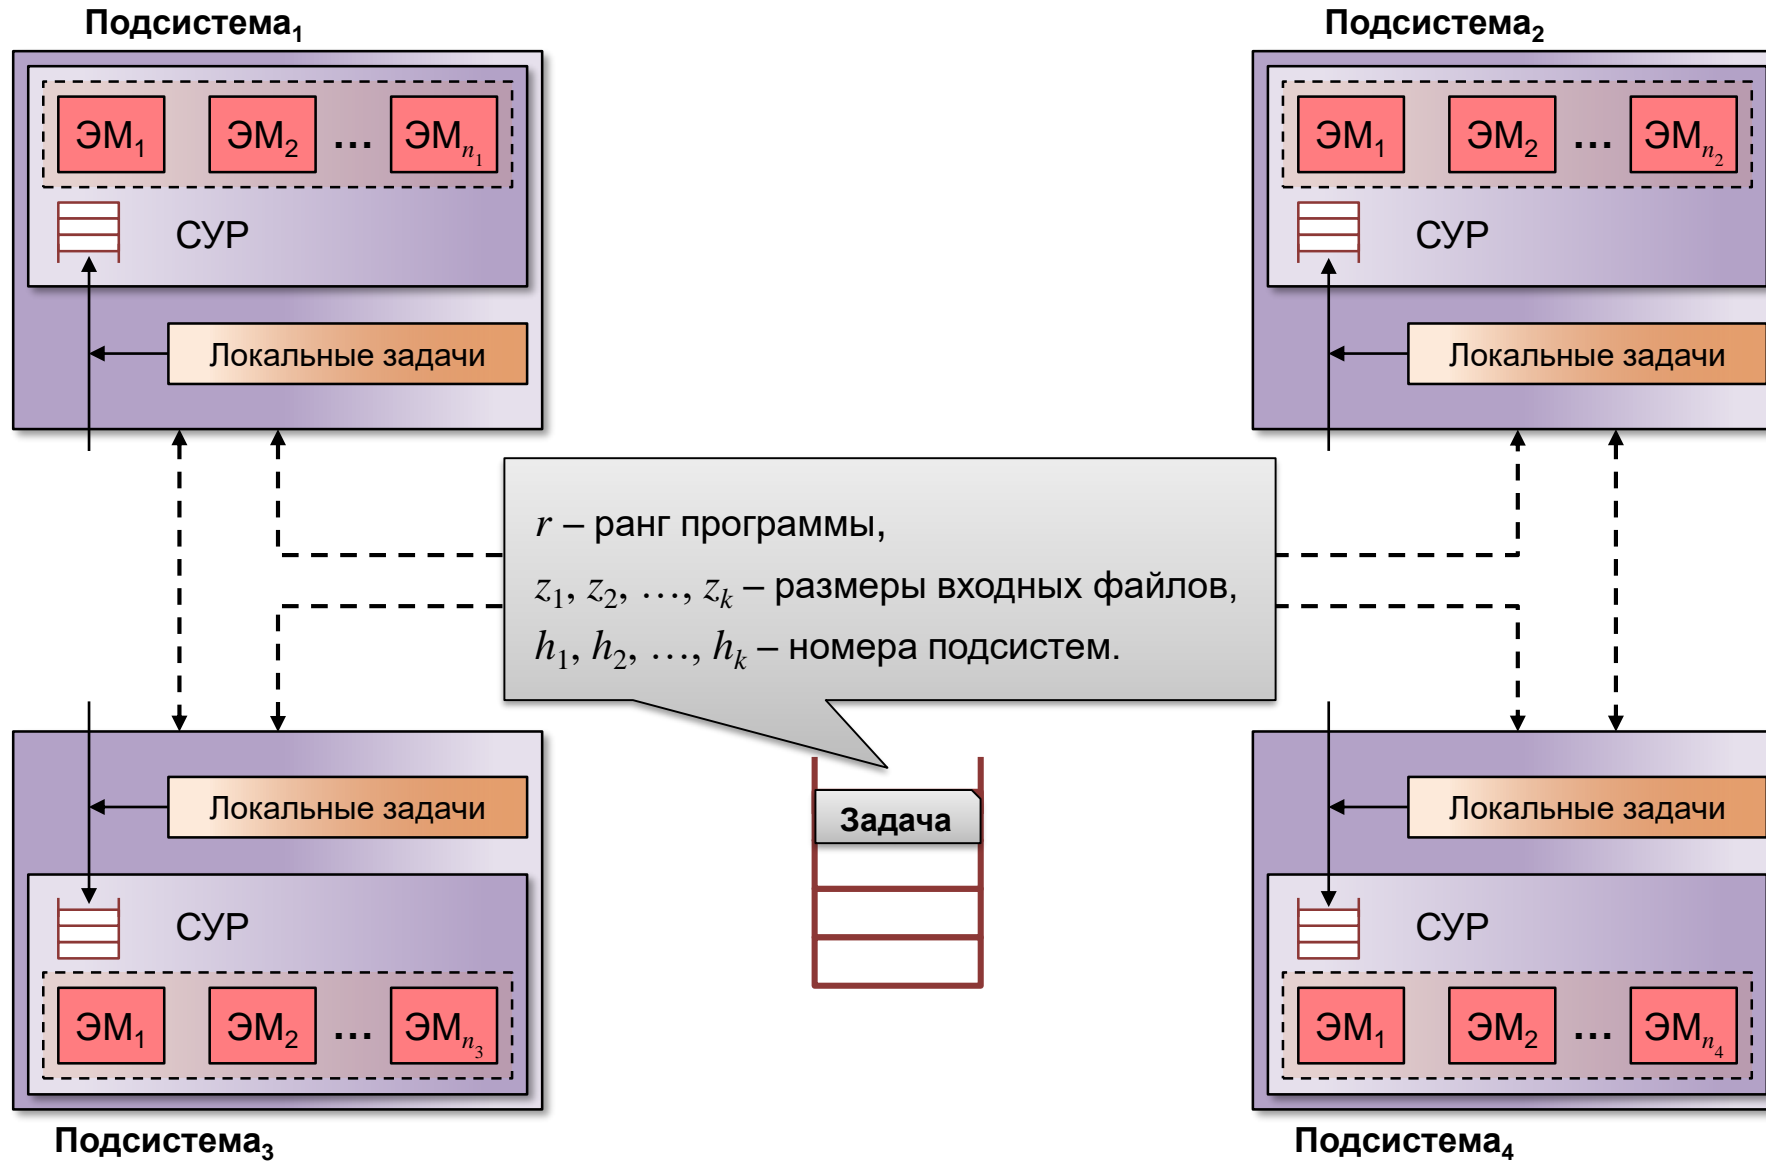 Подсистема₁
Подсистема₂
ЭМ₁ ЭМ₂ … ЭМn₁
ЭМ₁ ЭМ₂ … ЭМn₂
СУР
СУР
Локальные задачи
Локальные задачи
r – ранг программы,
z₁, z₂, …, zₖ – размеры входных файлов,
h₁, h₂, …, hₖ – номера подсистем.
Локальные задачи
Задача
Локальные задачи
СУР
СУР
ЭМ₁ ЭМ₂ … ЭМn₃
ЭМ₁ ЭМ₂ … ЭМn₄
Подсистема₃
Подсистема₄